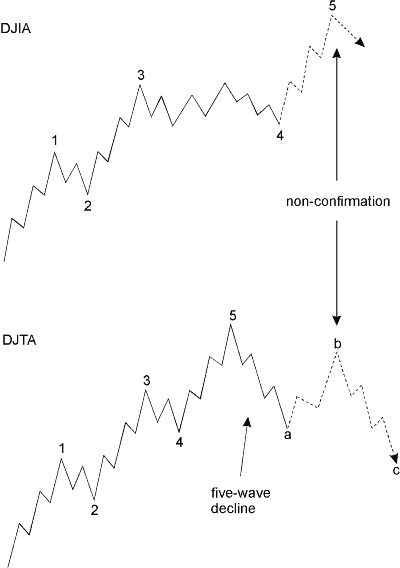 DJIA
5
3
1
4
2
non-confirmation
DJTA
5
b
3
1
4
a
2
c
five-wave
decline